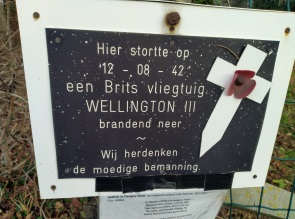 Hier stortte op
12 - 08 - 42
een Brits vliegtuig.
WELLINGTON III
brandend neer
~
Wij herdenken
de moedige bemanning.